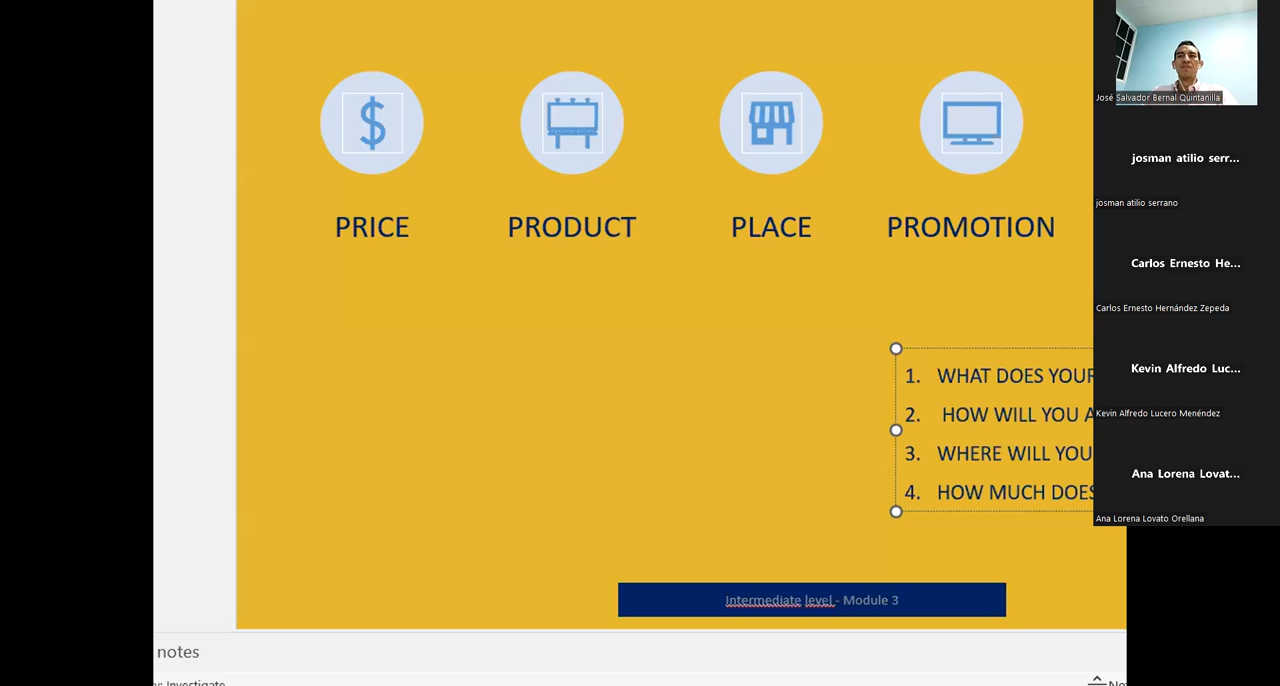 PRICE
PRODUCT
PLACE
PROMOTION
1. WHAT DOES YOUR
2. HOW WILL YOU
3. WHERE WILL YOU
4. HOW MUCH DOES
Intermediate level - Module 3
notes
Investigate
José Salvador Bernal Quintanilla
josman atilio serr...
josman atilio serrano
Carlos Ernesto He...
Carlos Ernesto Hernández Zepeda
Kevin Alfredo Luc...
Kevin Alfredo Lucero Menéndez
Ana Lorena Lovat...
Ana Lorena Lovato Orellana